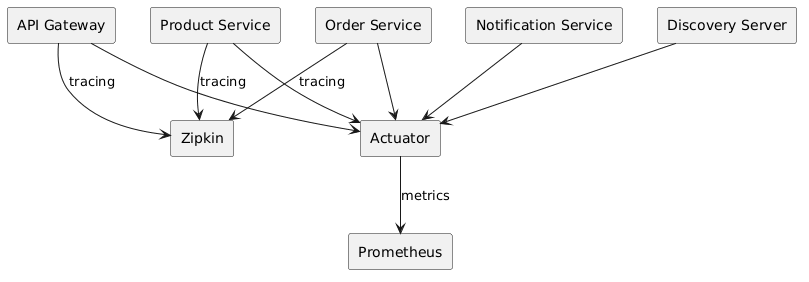 API Gateway
Product Service
Order Service
Notification Service
Discovery Server
tracing
tracing
tracing
Zipkin
Actuator
metrics
Prometheus